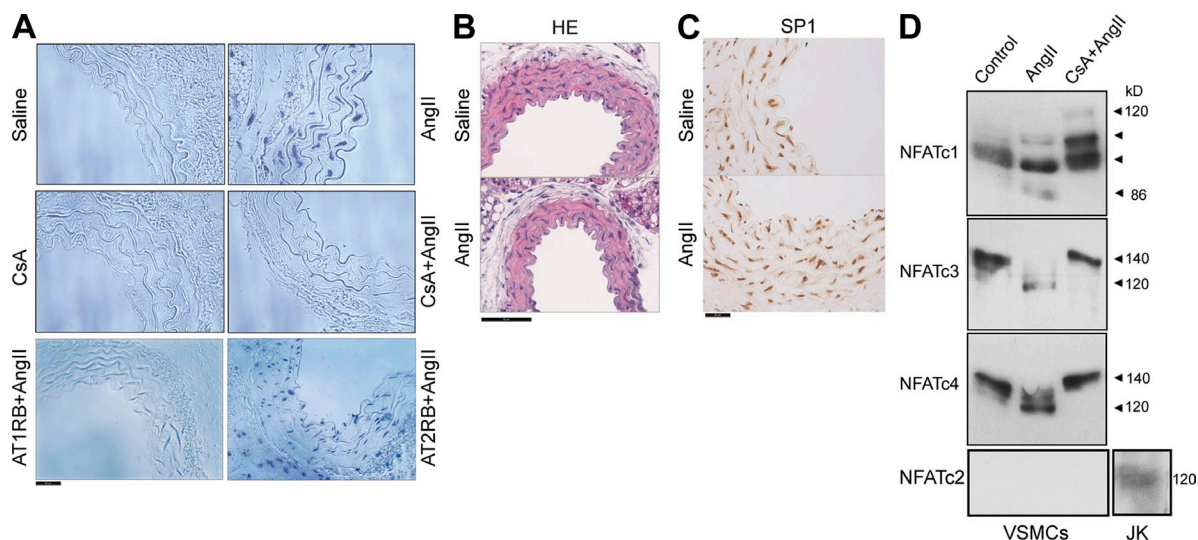 A
Saline
AngII
CsA
CsA+AngII
AT1RB+AngII
AT2RB+AngII
B
HE
Saline
AngII
C
SP1
Saline
AngII
D
Control
AngII
CsA+AngII
kD
NFATc1
120
86
NFATc3
140
120
NFATc4
140
120
NFATc2
120
VSMCs
JK